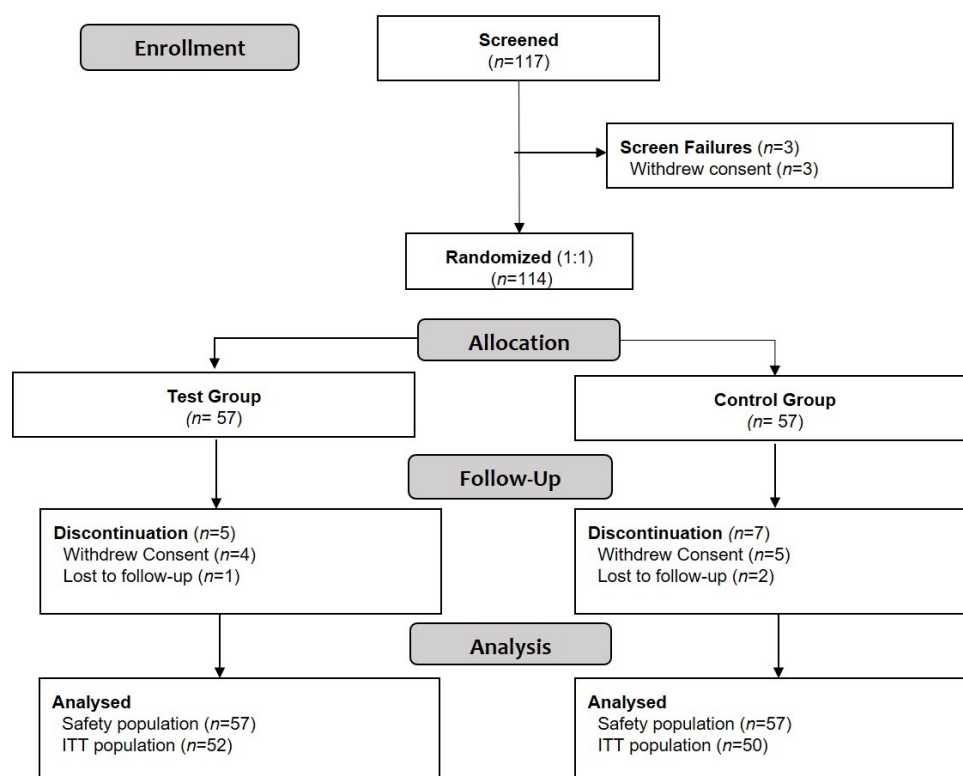 Enrollment
Screened
(n=117)
Screen Failures (n=3)
Withdrew consent (n=3)
Randomized (1:1)
(n=114)
Allocation
Test Group
(n= 57)
Control Group
(n= 57)
Follow-Up
Discontinuation (n=5)
Withdrew Consent (n=4)
Lost to follow-up (n=1)
Discontinuation (n=7)
Withdrew Consent (n=5)
Lost to follow-up (n=2)
Analysis
Analysed
Safety population (n=57)
ITT population (n=52)
Analysed
Safety population (n=57)
ITT population (n=50)